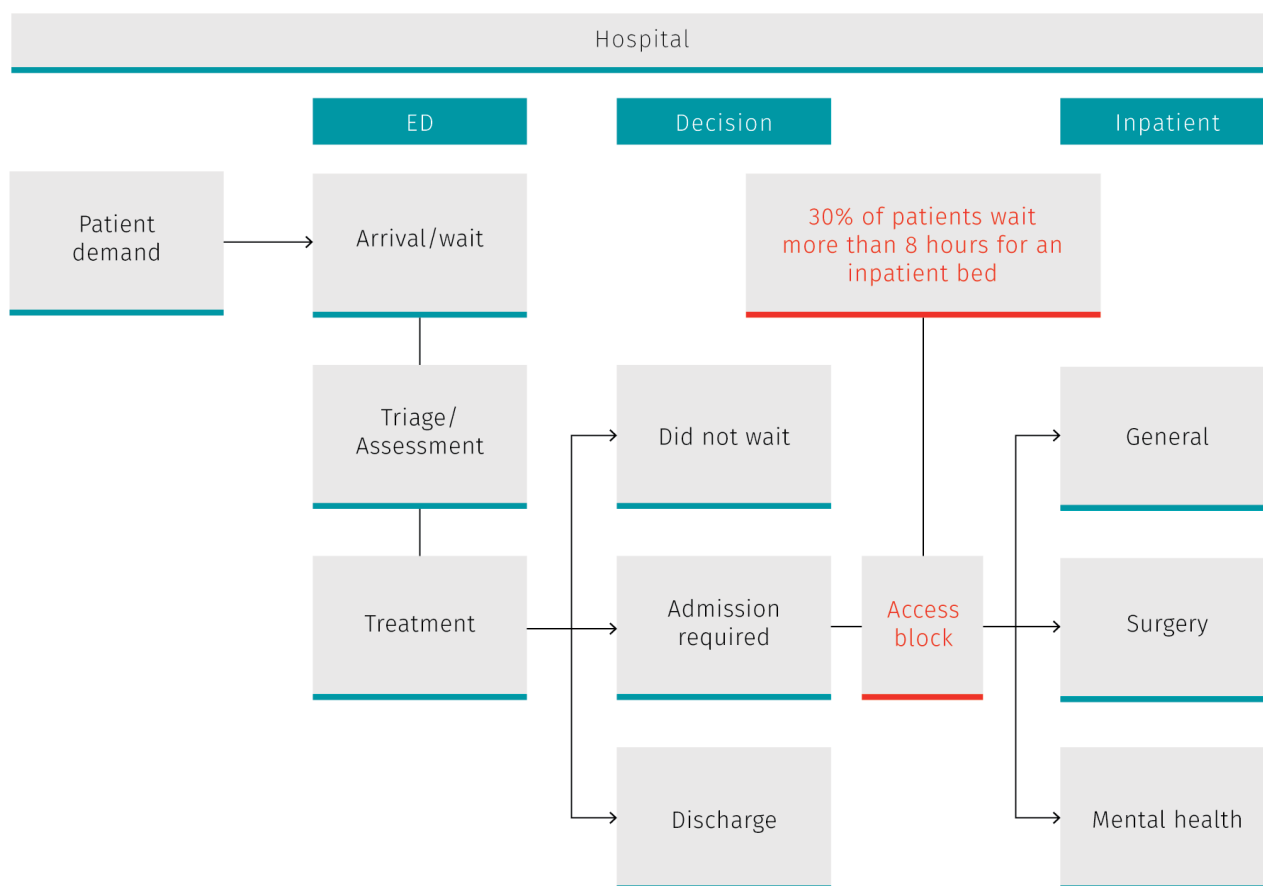 Hospital
ED
Decision
Inpatient
Patient
demand
Arrival/wait
30% of patients wait
more than 8 hours for an
inpatient bed
Triage/
Assessment
Did not wait
General
Treatment
Admission
required
Access
block
Surgery
Discharge
Mental health